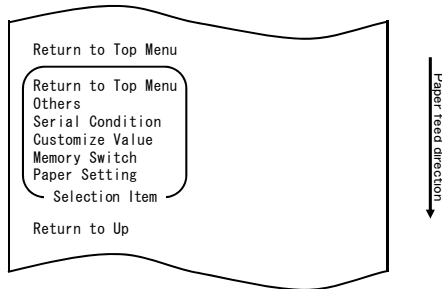 Return to Top Menu
Return to Top Menu
Others
Serial Condition
Customize Value
Memory Switch
Paper Setting
Selection Item
Return to Up
Paper feed direction